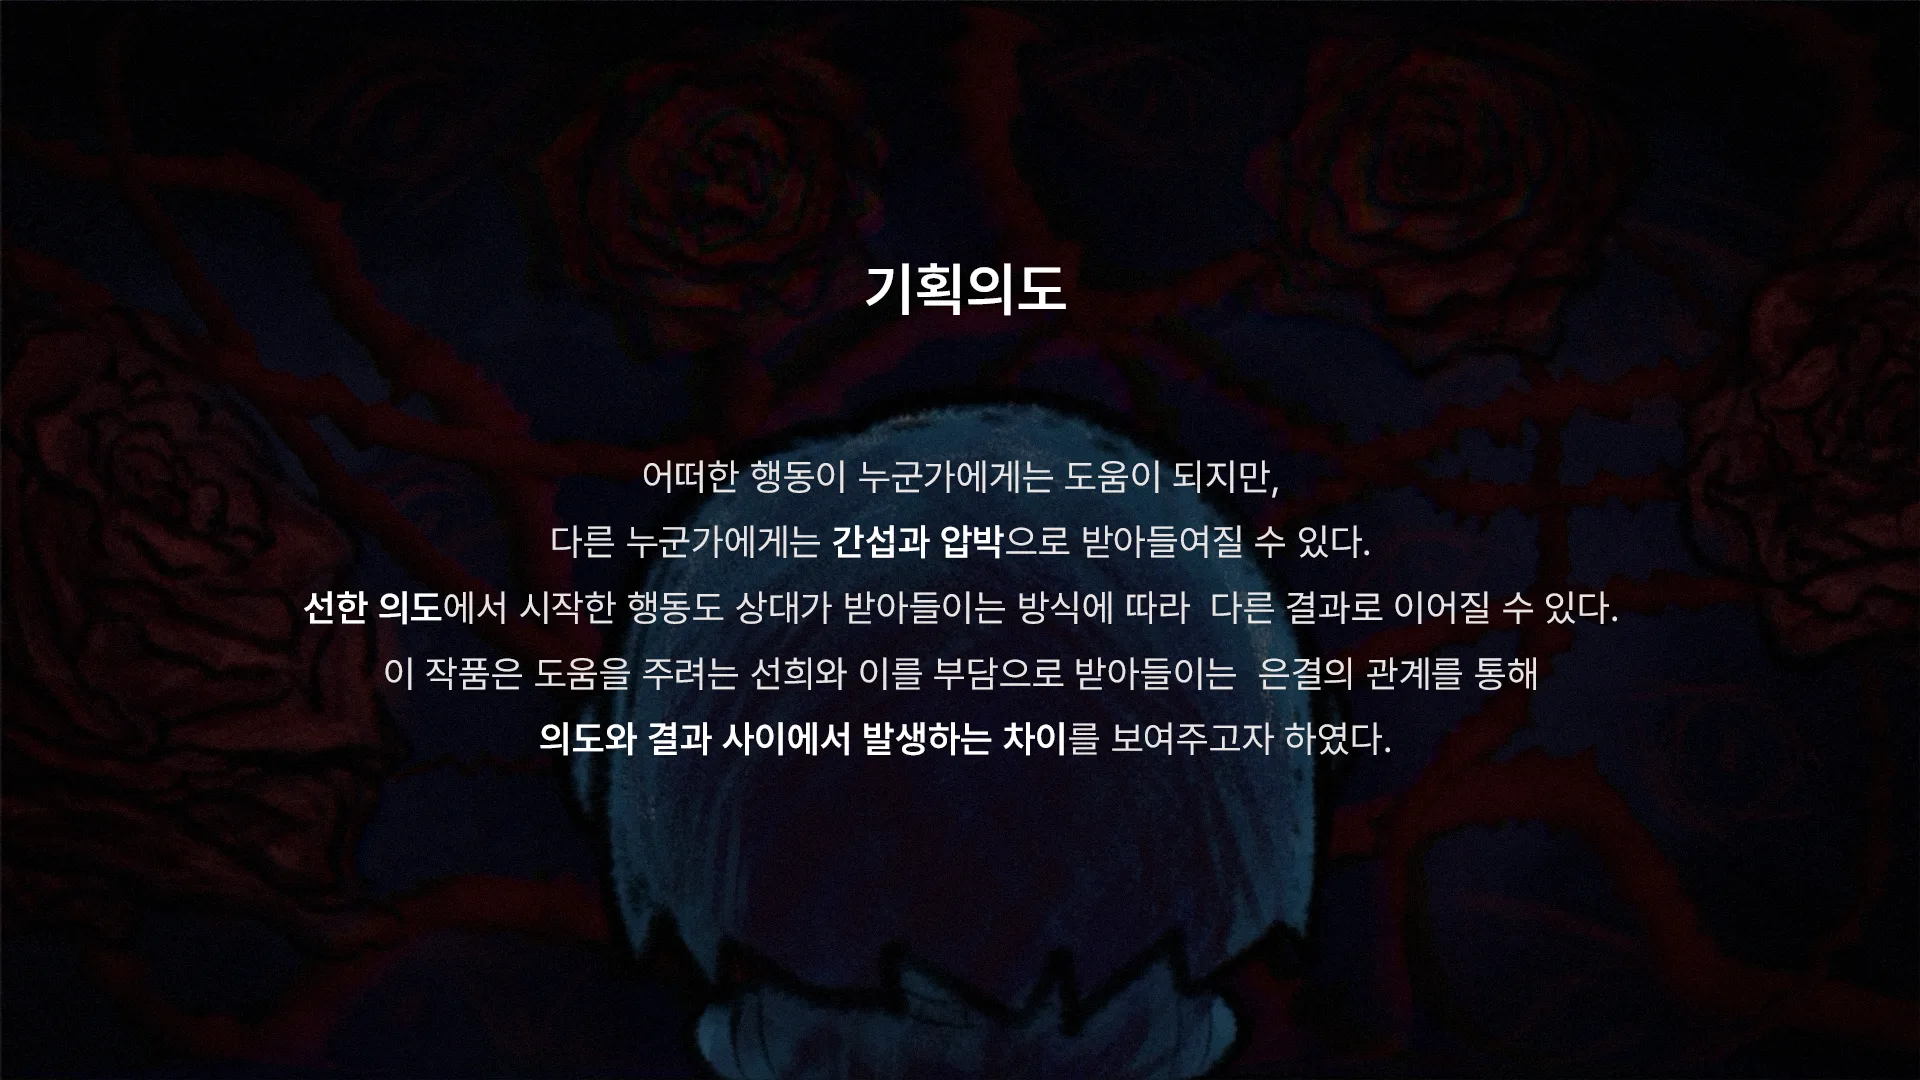 기획의도
어떠한 행동이 누군가에게는 도움이 되지만,
다른 누군가에게는 간섭과 압박으로 받아들여질 수 있다.
선한 의도에서 시작한 행동도 상대가 받아들이는 방식에 따라  다른 결과로 이어질 수 있다.
이 작품은 도움을 주려는 선희와 이를 부담으로 받아들이는  은결의 관계를 통해
의도와 결과 사이에서 발생하는 차이를 보여주고자 하였다.